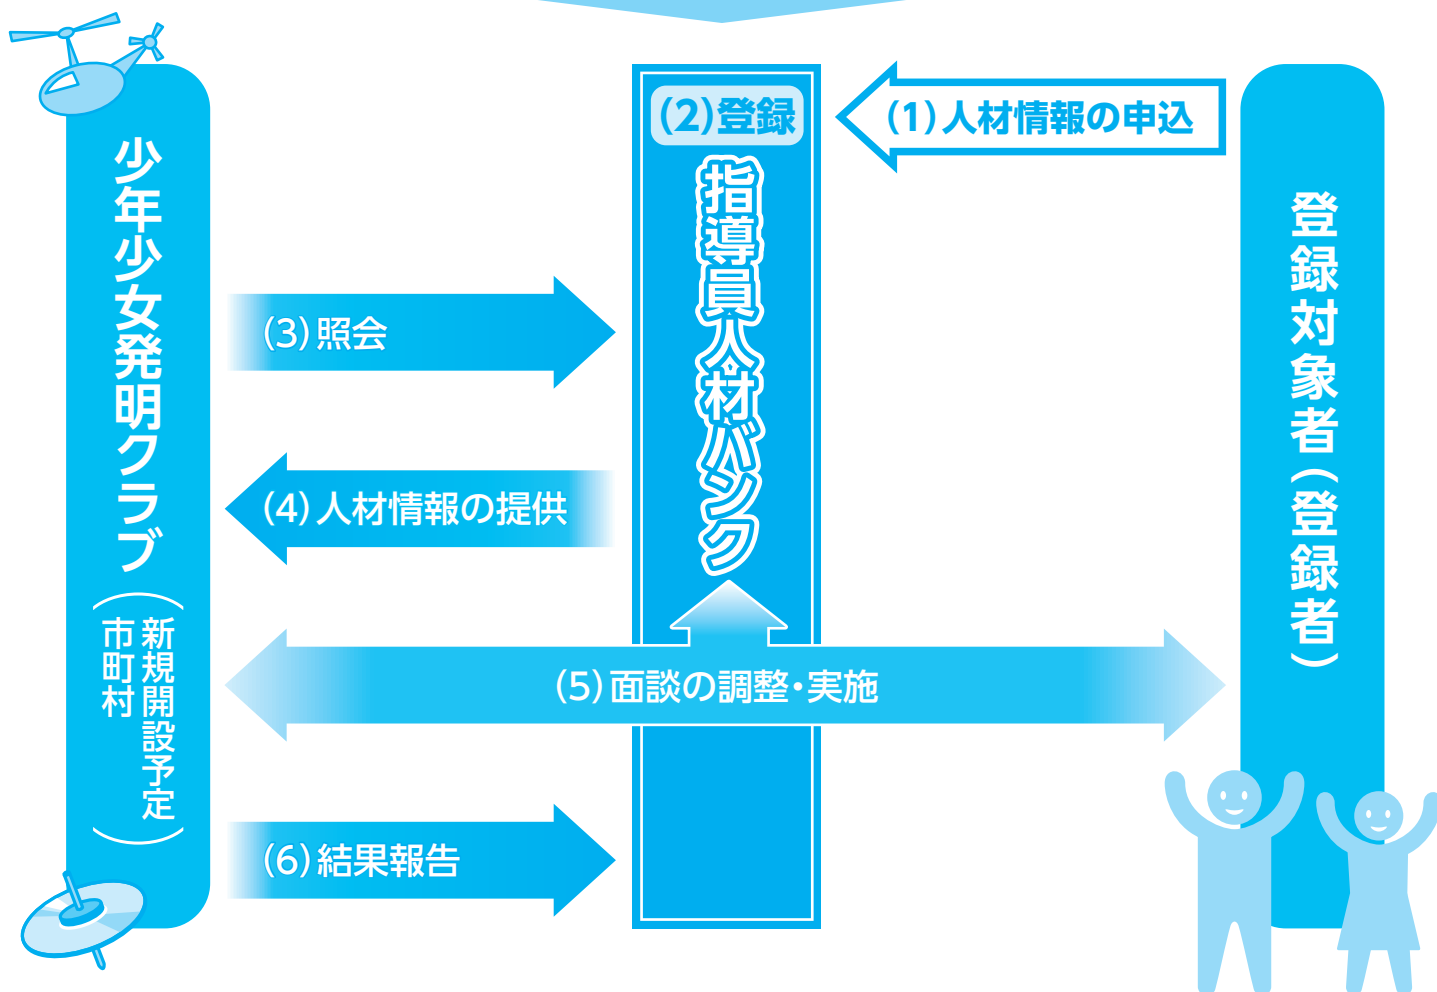 少年少女発明クラブ
(新規開設予定
市町村)
(2)登録
指導員人材バンク
(1)人材情報の申込
登録対象者(登録者)
(3)照会
(4)人材情報の提供
(5)面談の調整・実施
(6)結果報告